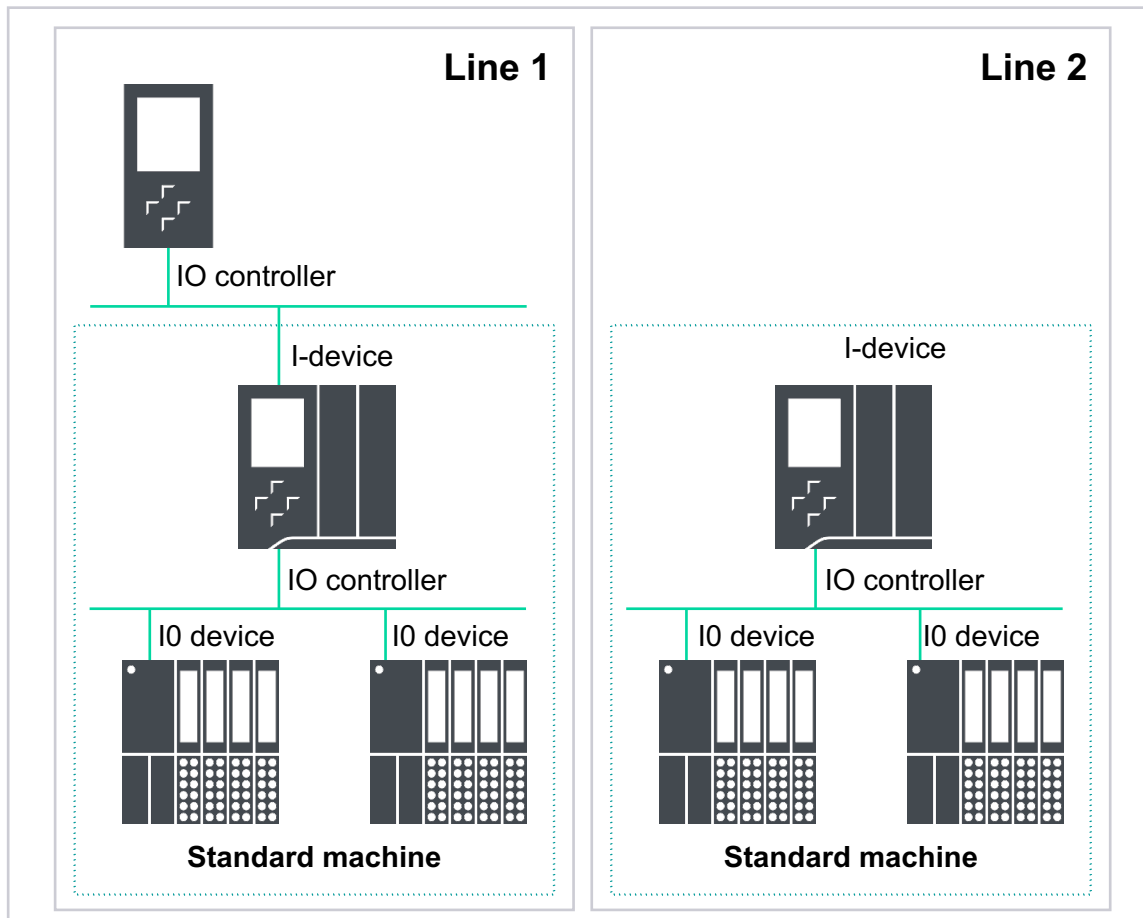 Line 1
IO controller
I-device
IO controller
I0 device
I0 device
Standard machine
Line 2
I-device
IO controller
I0 device
I0 device
Standard machine